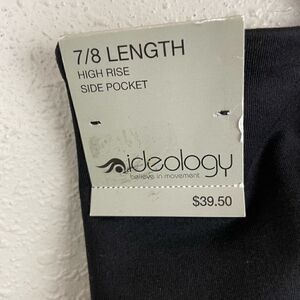 7/8 LENGTH
HIGH RISE
SIDE POCKET
ideology
believe in movement
$39.50